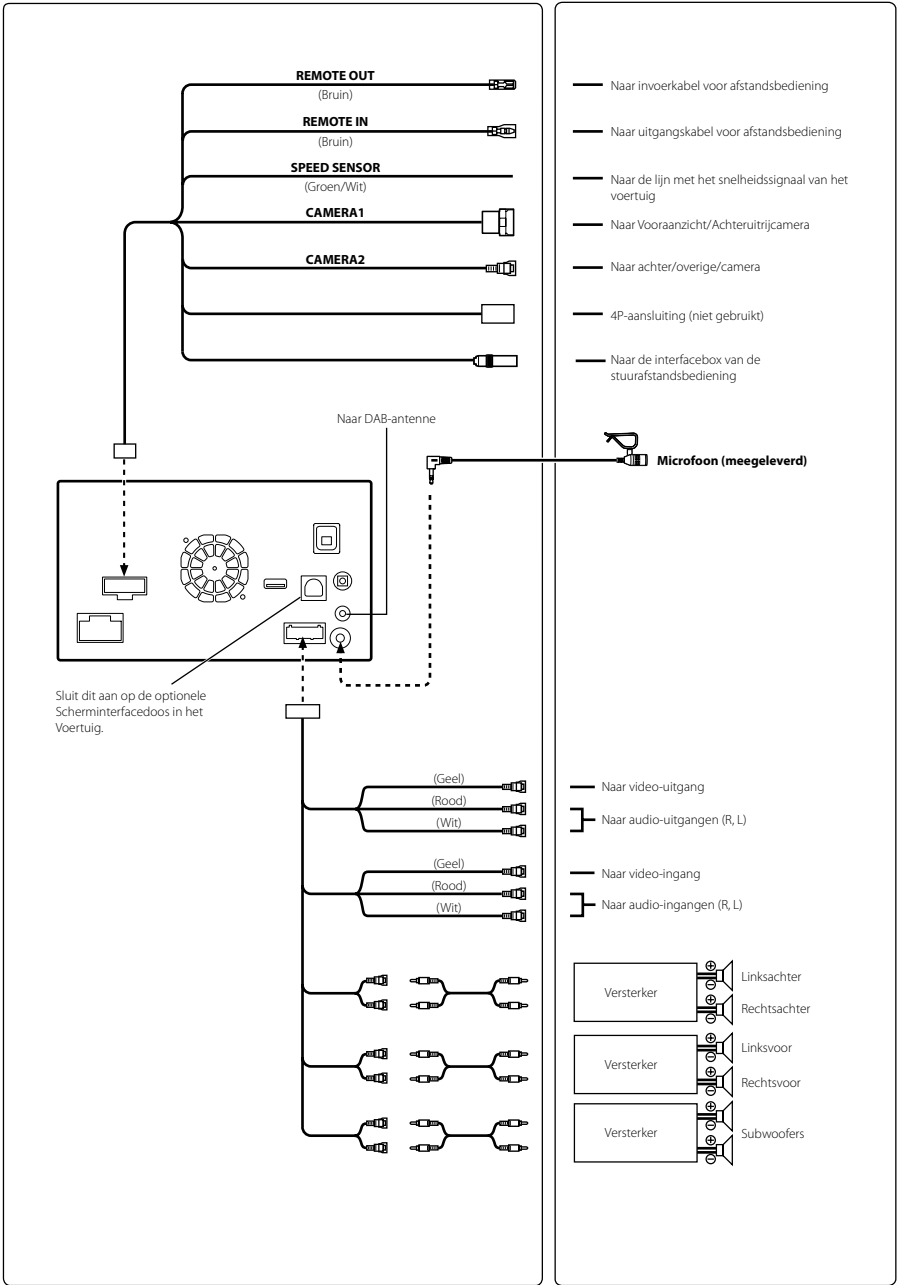 REMOTE OUT
(Bruin)
Naar invoerkabel voor afstandsbediening
REMOTE IN
(Bruin)
Naar uitgangskabel voor afstandsbediening
SPEED SENSOR
(Groen/Wit)
Naar de lijn met het snelheidssignaal van het
voertuig
CAMERA1
Naar Vooraanzicht/Achteruitrijcamera
CAMERA2
Naar achter/overige/camera
4P-aansluiting (niet gebruikt)
Naar de interfacebox van de
stuurafstandsbediening
Naar DAB-antenne
Microfoon (meegeleverd)
Sluit dit aan op de optionele
Scherminterfacedoos in het
Voertuig.
(Geel)
Naar video-uitgang
(Rood)
Naar audio-uitgangen (R, L)
(Wit)
(Geel)
Naar video-ingang
(Rood)
Naar audio-ingangen (R, L)
(Wit)
Versterker
Linksachter
Rechtsachter
Versterker
Linksvoor
Rechtsvoor
Versterker
Subwoofers